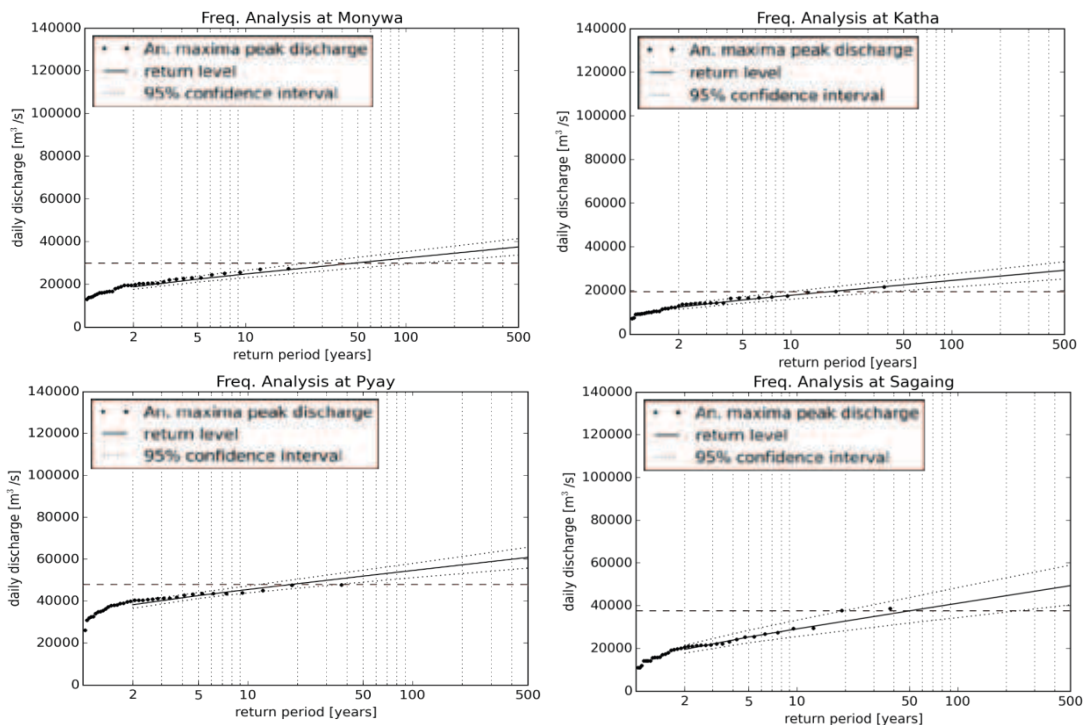 Freq. Analysis at Monywa
An. maxima peak discharge
return level
95% confidence interval
daily discharge [m³/s]
140000
120000
100000
80000
60000
40000
20000
0
2 5 10 50 100 500
return period [years]
Freq. Analysis at Katha
An. maxima peak discharge
return level
95% confidence interval
daily discharge [m³/s]
140000
120000
100000
80000
60000
40000
20000
0
2 5 10 50 100 500
return period [years]
Freq. Analysis at Pyay
An. maxima peak discharge
return level
95% confidence interval
daily discharge [m³/s]
140000
120000
100000
80000
60000
40000
20000
0
2 5 10 50 100 500
return period [years]
Freq. Analysis at Sagaing
An. maxima peak discharge
return level
95% confidence interval
daily discharge [m³/s]
140000
120000
100000
80000
60000
40000
20000
0
2 5 10 50 100 500
return period [years]